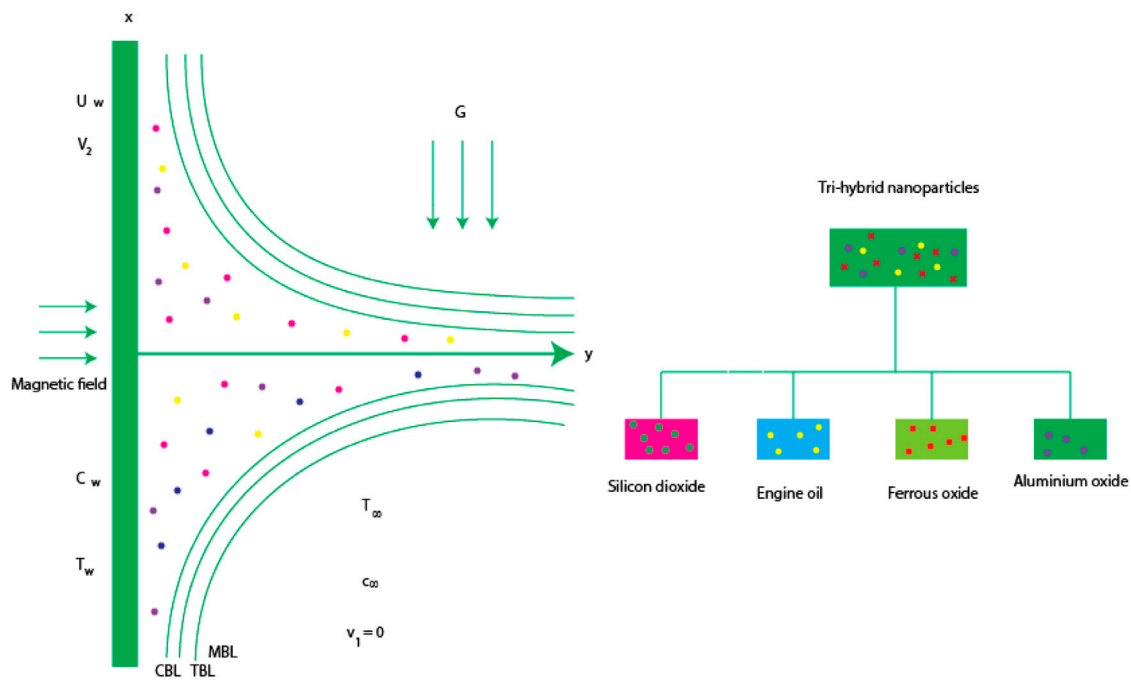 x
U w
V2
G
Magnetic field
y
C w
Tw
T∞
c∞
v1 = 0
MBL
CBL TBL
Tri-hybrid nanoparticles
Silicon dioxide
Engine oil
Ferrous oxide
Aluminium oxide